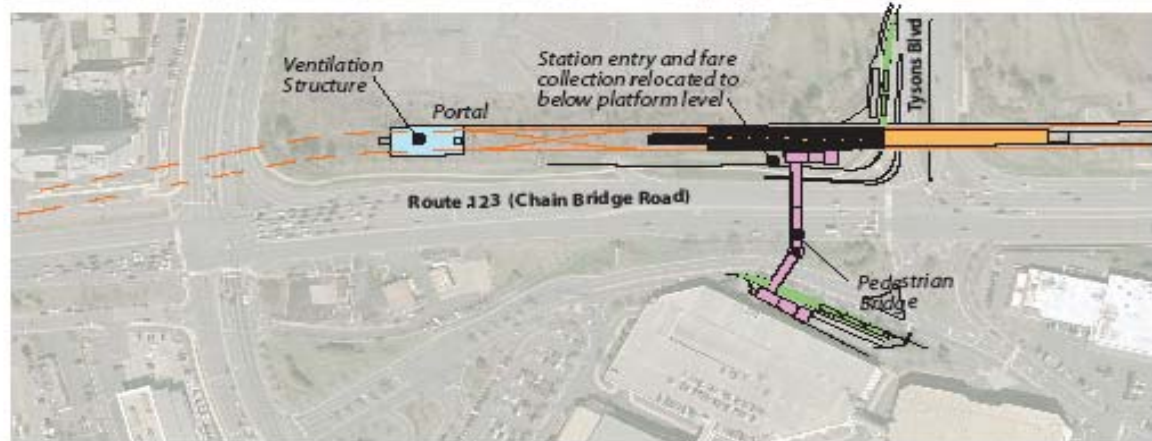 Ventilation
Structure
Portal
Station entry and fare
collection relocated to
below platform level
Tysons Blvd
Route 123 (Chain Bridge Road)
Pedestrian
Bridge